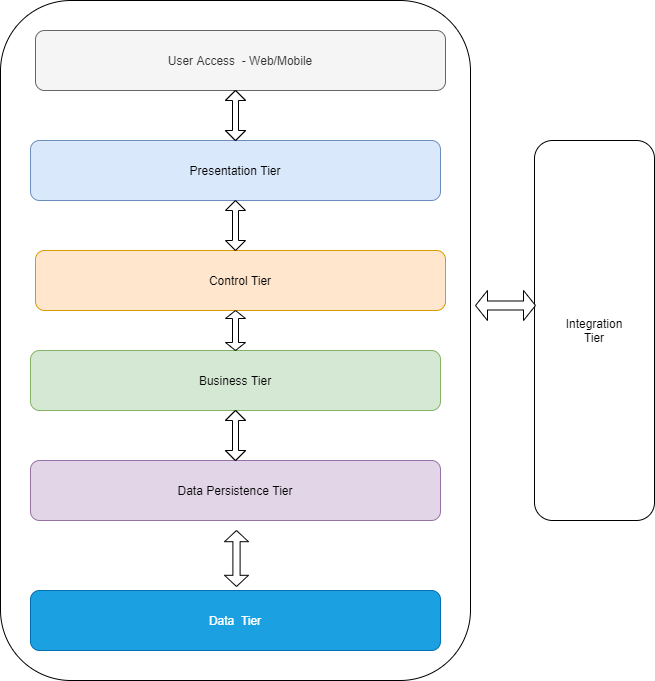 User Access - Web/Mobile
Presentation Tier
Control Tier
Integration
Tier
Business Tier
Data Persistence Tier
Data Tier